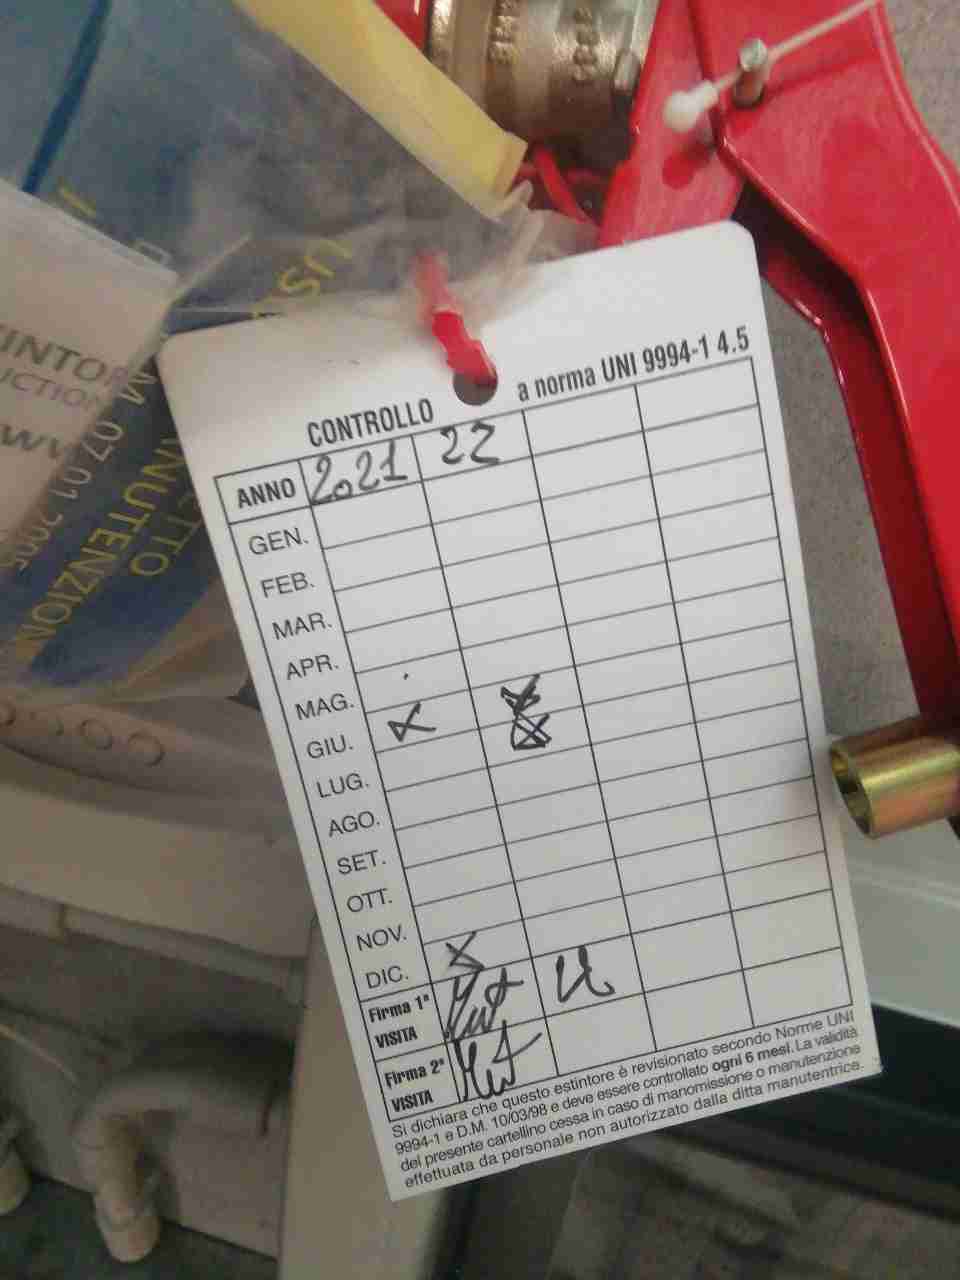 CONTROLLO a norma UNI 9994-1 4.5
ANNO 2021 22
GEN.
FEB.
MAR.
APR.
MAG.
GIU. X
LUG.
AGO.
SET.
OTT.
NOV.
DIC. X
Firma 1ª
VISITA
Firma 2ª
VISITA
Si dichiara che questo estintore è revisionato secondo Norme UNI
9994-1 e D.M. 10/03/98 e deve essere controllato ogni 6 mesi. La validità
del presente cartellino cessa in caso di manomissione o manutenzione
effettuata da personale non autorizzato dalla ditta manutentrice.